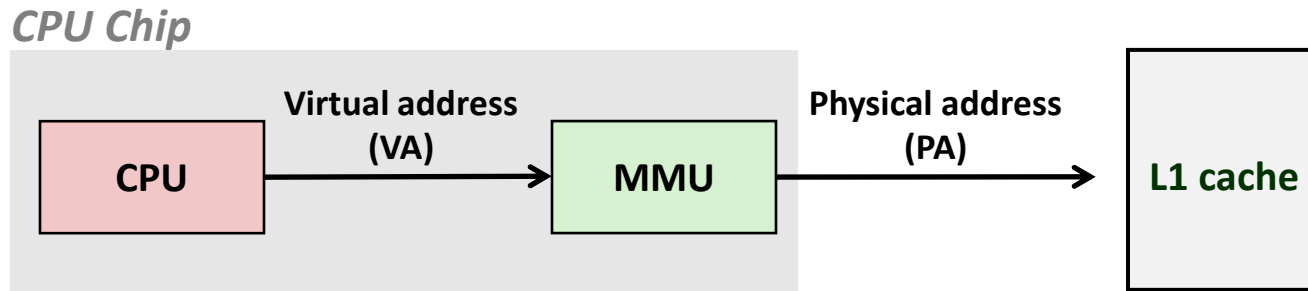 CPU Chip
Virtual address
(VA)
Physical address
(PA)
CPU
MMU
L1 cache